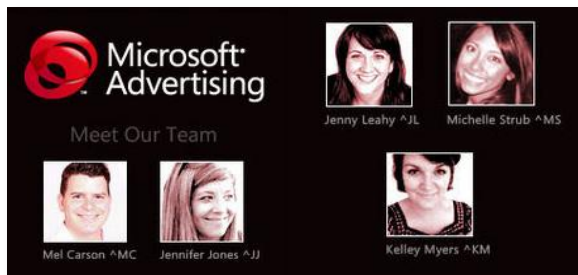 Microsoft®
Advertising
Meet Our Team
Mel Carson ^MC
Jennifer Jones ^JJ
Jenny Leahy ^JL
Michelle Strub ^MS
Kelley Myers ^KM